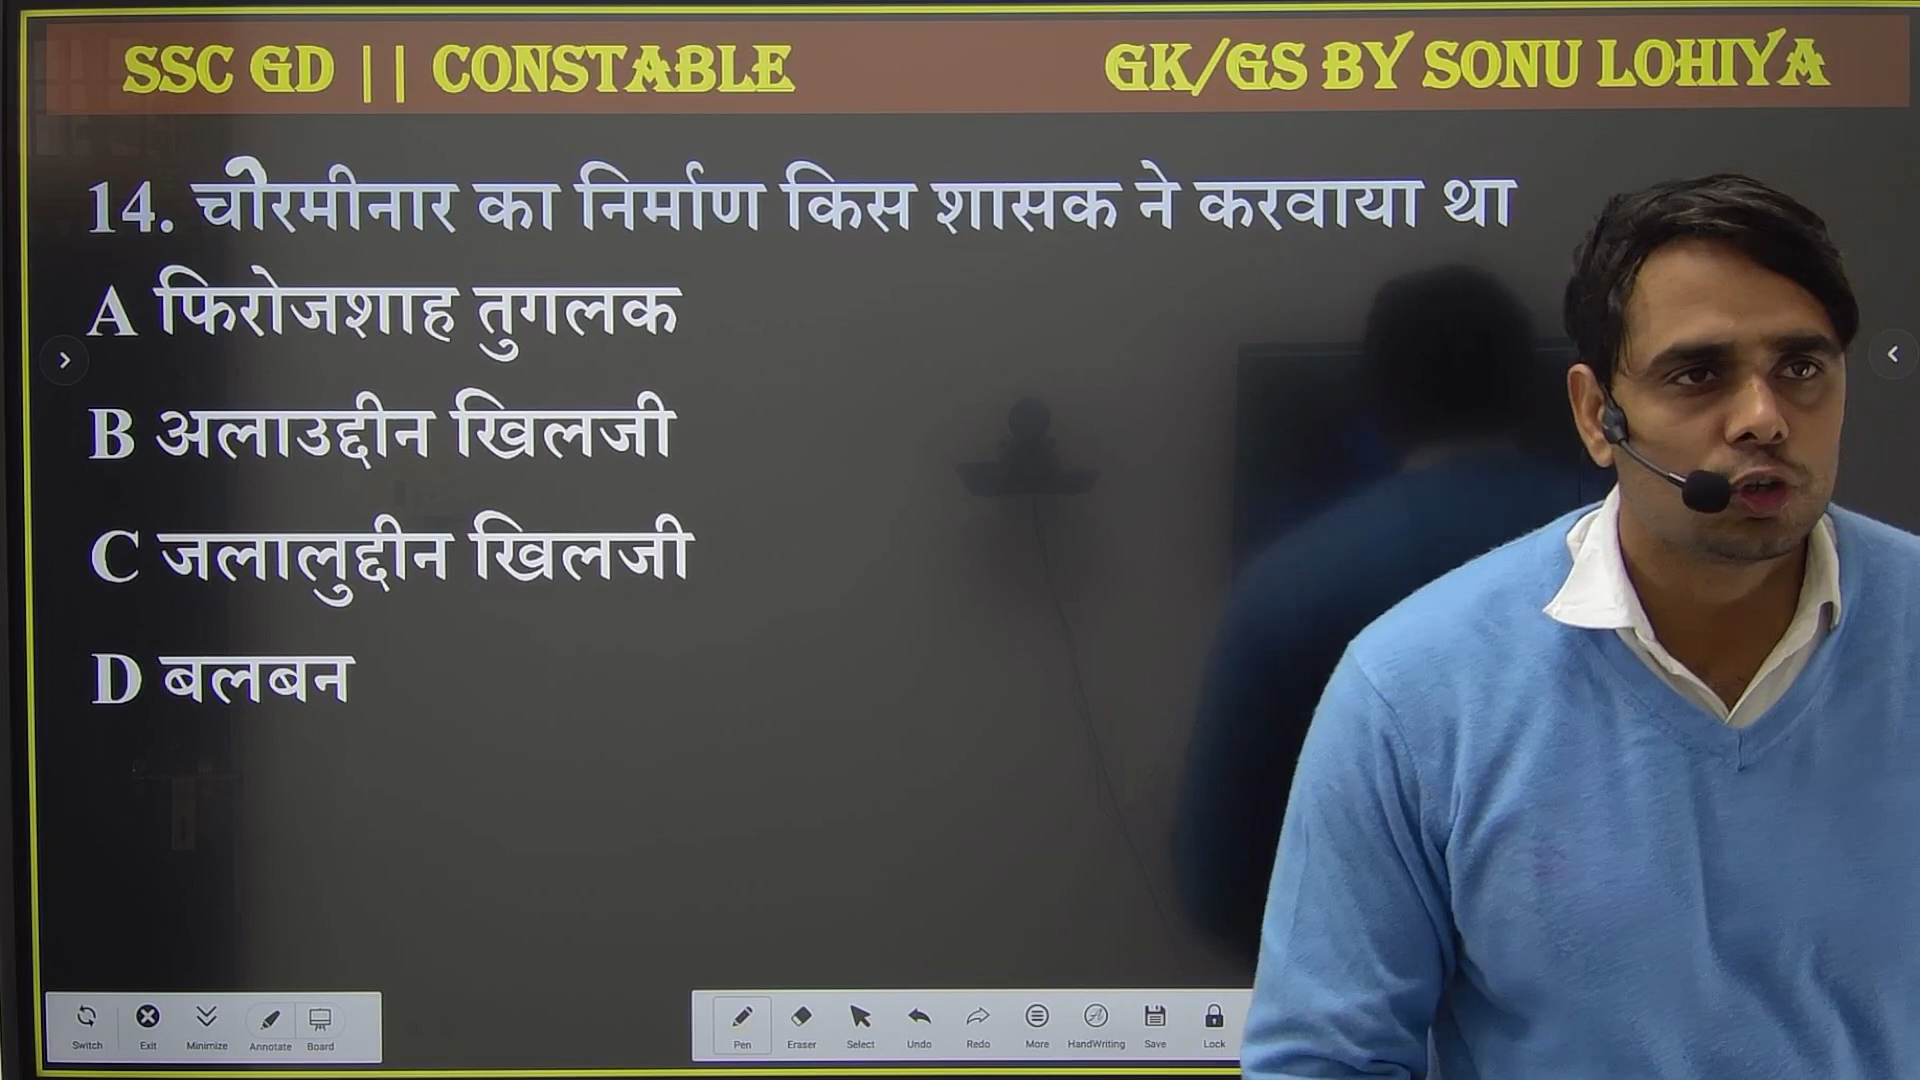 SSC GD || CONSTABLE GK/GS BY SONU LOHIYA
14. चोरमीनार का निर्माण किस शासक ने करवाया था
A फिरोजशाह तुगलक
B अलाउद्दीन खिलजी
C जलालुद्दीन खिलजी
D बलबन
Switch Exit Minimize Annotate Board Pen Eraser Select Undo Redo More HandWriting Save Lock